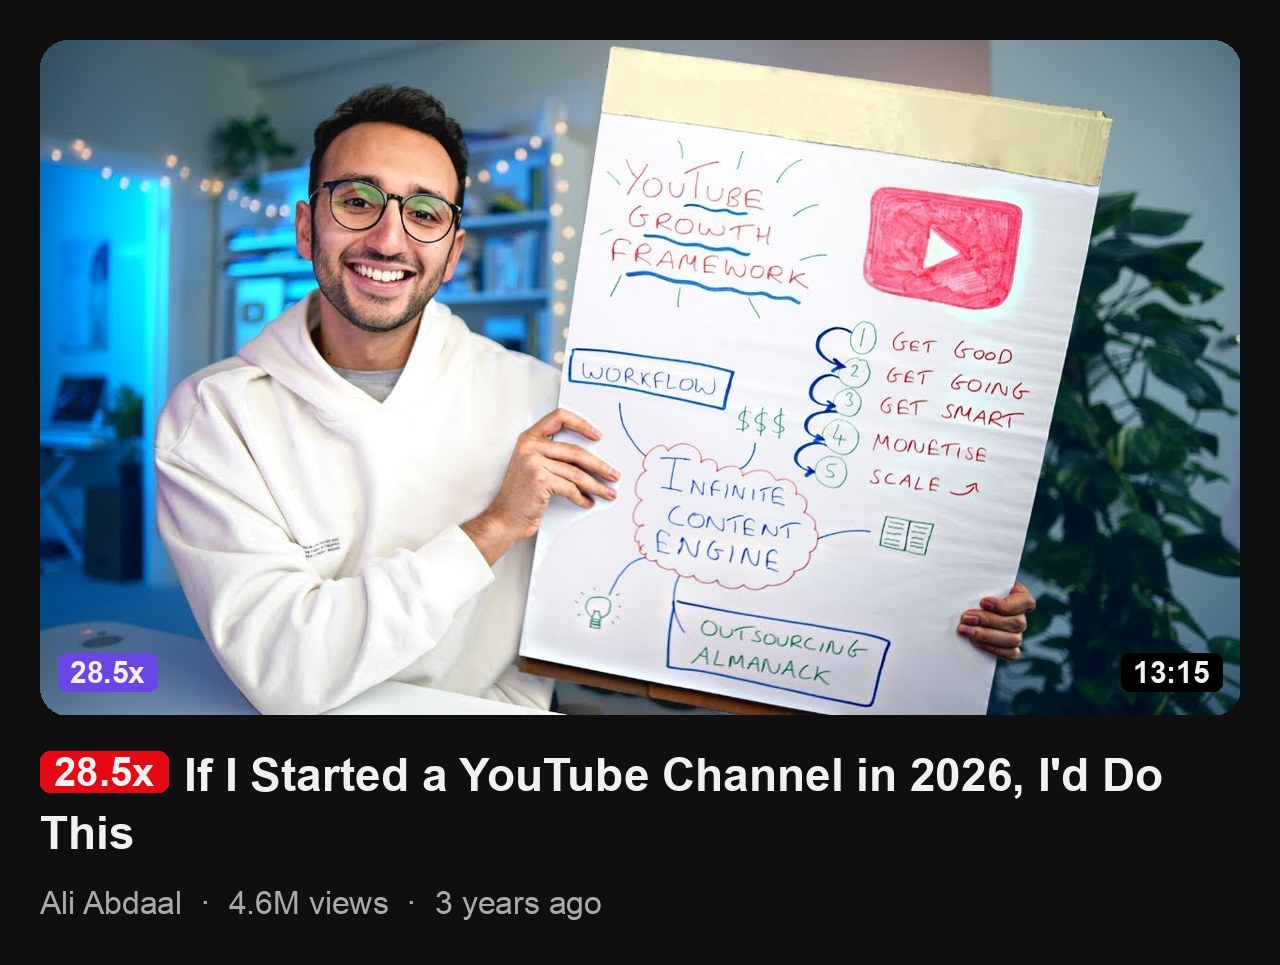 YOUTUBE
GROWTH
FRAMEWORK
WORKFLOW
$$$
1 GET GOOD
2 GET GOING
3 GET SMART
4 MONETISE
5 SCALE
INFINITE
CONTENT
ENGINE
OUTSOURCING
ALMANACK
28.5x
13:15
28.5x If I Started a YouTube Channel in 2026, I'd Do
This
Ali Abdaal · 4.6M views · 3 years ago